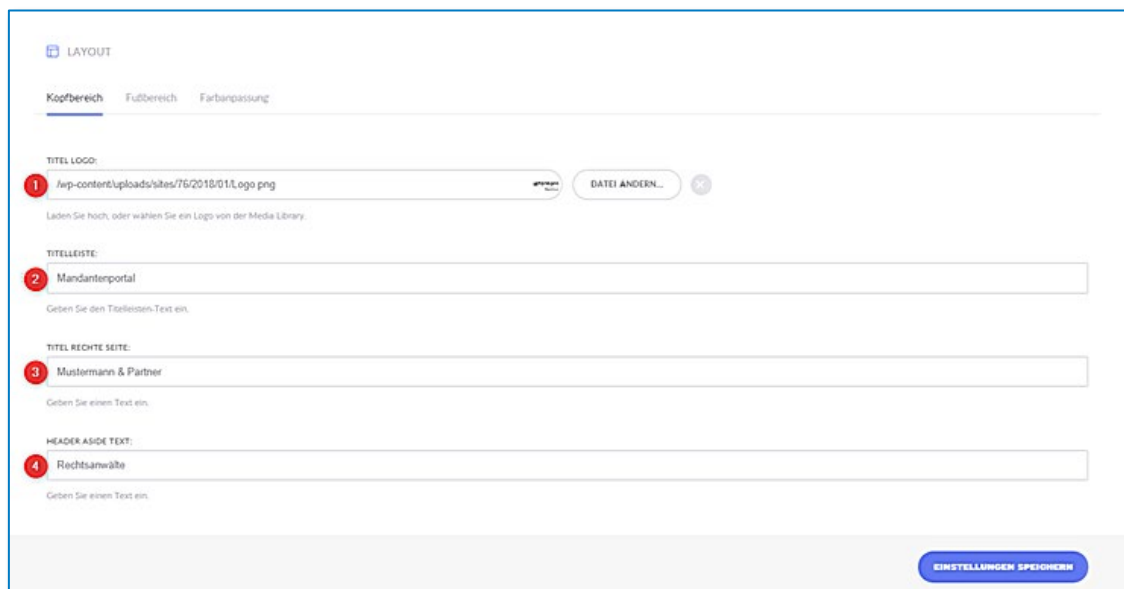 LAYOUT
Kopfbereich Fußbereich Farbanpassung
TITEL LOGO:
1 /wp-content/uploads/sites/76/2018/01/Logo.png DATEI ÄNDERN...
Laden Sie hoch, oder wählen Sie ein Logo von der Media Library.
TITELLEISTE:
2 Mandantenportal
Geben Sie den Titelleisten-Text ein.
TITEL RECHTE SEITE:
3 Mustermann & Partner
Geben Sie einen Text ein.
HEADER ASIDE TEXT:
4 Rechtsanwälte
Geben Sie einen Text ein.
EINSTELLUNGEN SPEICHERN